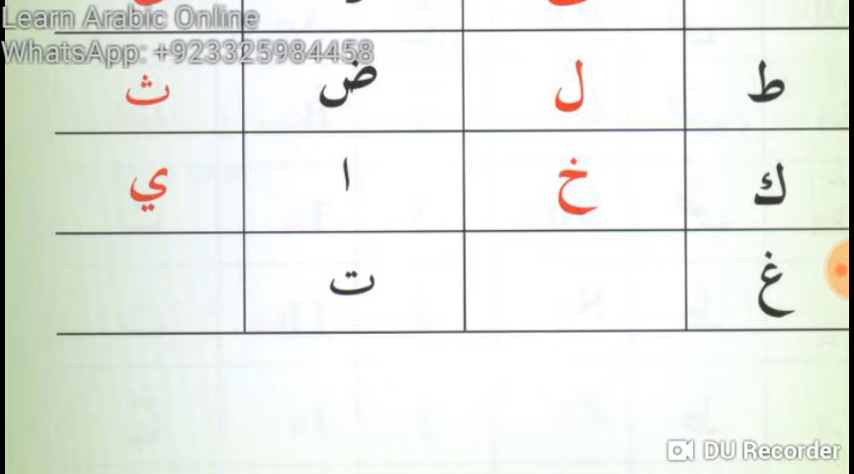 Learn Arabic Online
WhatsApp: +923325984458
ط ل ض ث
ك خ ا ي
غ ت
DU Recorder